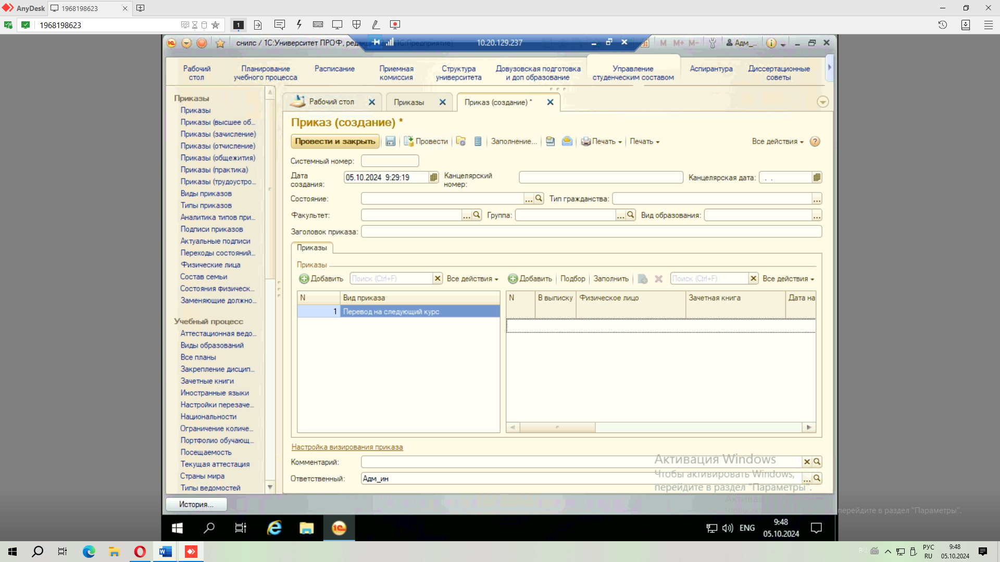 AnyDesk
1968198623
1968198623
1
снилс / 1С:Университет ПРОФ, редакц
(1С:Предприятие)
10.20.129.237
M M+ M-
Адм_...
Рабочий стол
Планирование учебного процесса
Расписание
Приемная комиссия
Структура университета
Довузовская подготовка и доп образование
Управление студенческим составом
Аспирантура
Диссертационные советы
Приказы
Приказы
Приказы (высшее об...
Приказы (зачисление)
Приказы (отчисление)
Приказы (общежития)
Приказы (практика)
Приказы (трудоустро...
Виды приказов
Типы приказов
Аналитика типов при...
Подписи приказов
Актуальные подписи
Переходы состояний...
Физические лица
Состав семьи
Состояния физическ...
Заменяющие должно...
Учебный процесс
Аттестационная ведо...
Виды образований
Все планы
Закрепление дисцип...
Зачетные книги
Иностранные языки
Настройки перезаче...
Национальности
Ограничение количе...
Портфолио обучающ...
Посещаемость
Текущая аттестация
Страны мира
Типы ведомостей
История...
Рабочий стол
Приказы
Приказ (создание) *
Приказ (создание) *
Провести и закрыть
Провести
Заполнение...
Печать
Печать
Все действия
Системный номер:
Дата создания: 05.10.2024 9:29:19
Канцелярский номер:
Канцелярская дата: . .
Состояние:
Тип гражданства:
Факультет:
Группа:
Вид образования:
Заголовок приказа:
Приказы
Приказы
Добавить
Поиск (Ctrl+F)
Все действия
Добавить
Подбор
Заполнить
Поиск (Ctrl+F)
Все действия
N
Вид приказа
1
Перевод на следующий курс
N
В выписку
Физическое лицо
Зачетная книга
Дата на
Настройка визирования приказа
Комментарий:
Ответственный: Адм_ин
Активация Windows
Чтобы активировать Windows,
перейдите в раздел "Параметры".
перейдите в раздел "Параметры".
ENG
9:48
05.10.2024
RU
РУС
RU
9:48
05.10.2024